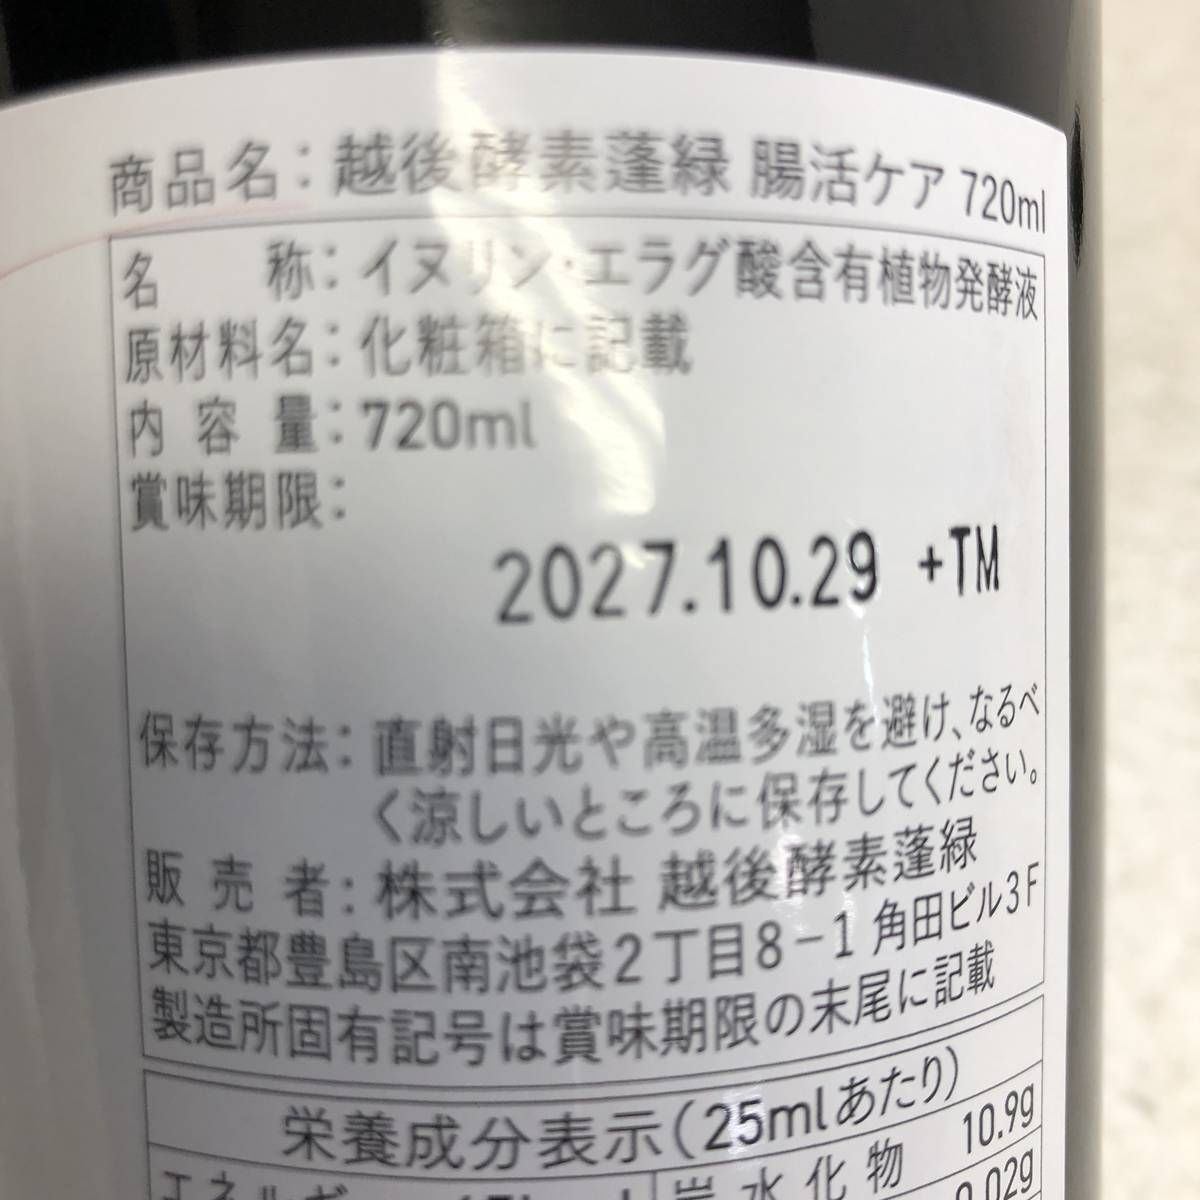 商品名：越後酵素蓬緑 腸活ケア 720ml
名　　称：イヌリン・エラグ酸含有植物発酵液
原材料名：化粧箱に記載
内 容 量：720ml
賞味期限：
2027.10.29 +TM
保存方法：直射日光や高温多湿を避け、なるべ
く涼しいところに保存してください。
販 売 者：株式会社 越後酵素蓬緑
東京都豊島区南池袋2丁目8-1 角田ビル3F
製造所固有記号は賞味期限の末尾に記載
栄養成分表示(25mlあたり)
炭水化物 10.9g
0.02g